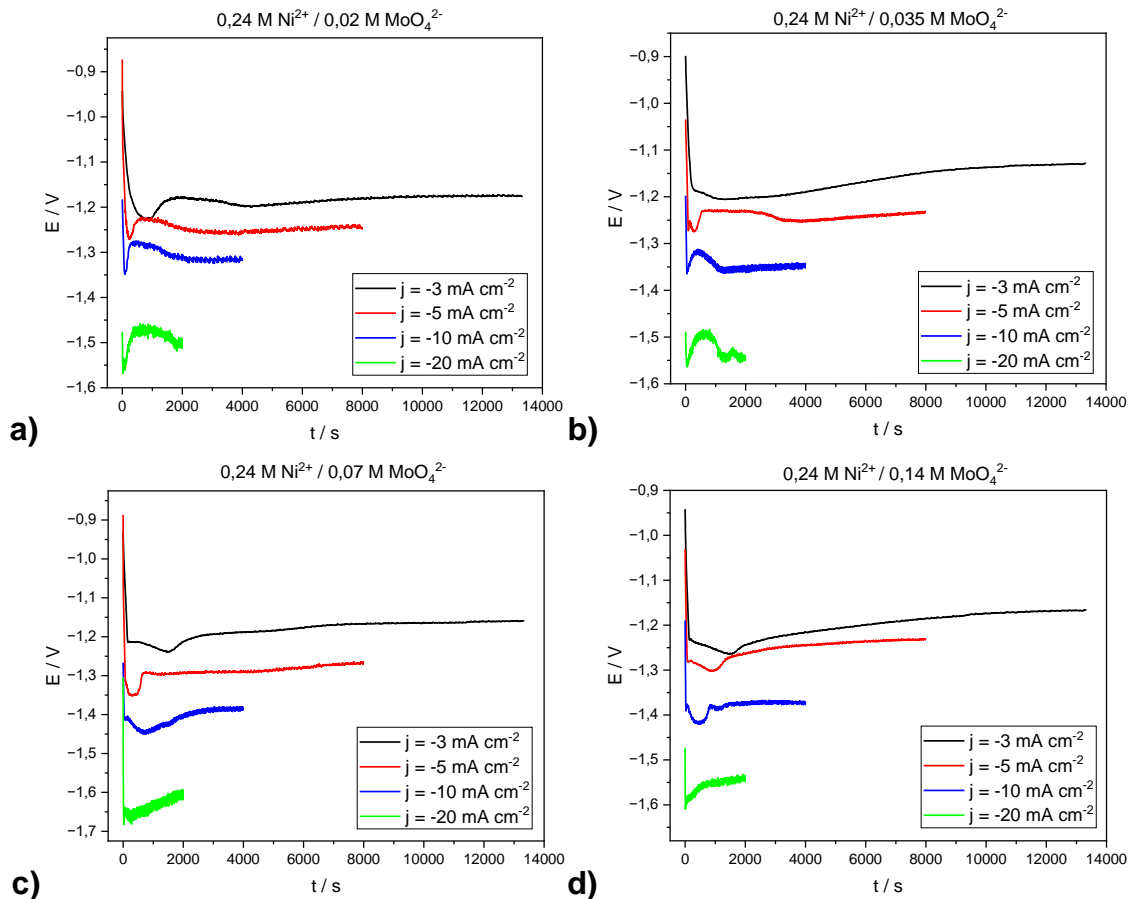 0,24 M Ni²⁺ / 0,02 M MoO₄²⁻
−0,9
−1,0
−1,1
−1,2
−1,3
−1,4
−1,5
−1,6
E / V
j = -3 mA cm⁻²
j = -5 mA cm⁻²
j = -10 mA cm⁻²
j = -20 mA cm⁻²
0 2000 4000 6000 8000 10000 12000 14000
t / s
a)
0,24 M Ni²⁺ / 0,035 M MoO₄²⁻
−0,9
−1,0
−1,1
−1,2
−1,3
−1,4
−1,5
−1,6
E / V
j = -3 mA cm⁻²
j = -5 mA cm⁻²
j = -10 mA cm⁻²
j = -20 mA cm⁻²
0 2000 4000 6000 8000 10000 12000 14000
t / s
b)
0,24 M Ni²⁺ / 0,07 M MoO₄²⁻
−0,9
−1,0
−1,1
−1,2
−1,3
−1,4
−1,5
−1,6
−1,7
E / V
j = -3 mA cm⁻²
j = -5 mA cm⁻²
j = -10 mA cm⁻²
j = -20 mA cm⁻²
0 2000 4000 6000 8000 10000 12000 14000
t / s
c)
0,24 M Ni²⁺ / 0,14 M MoO₄²⁻
−0,9
−1,0
−1,1
−1,2
−1,3
−1,4
−1,5
−1,6
E / V
j = -3 mA cm⁻²
j = -5 mA cm⁻²
j = -10 mA cm⁻²
j = -20 mA cm⁻²
0 2000 4000 6000 8000 10000 12000 14000
t / s
d)